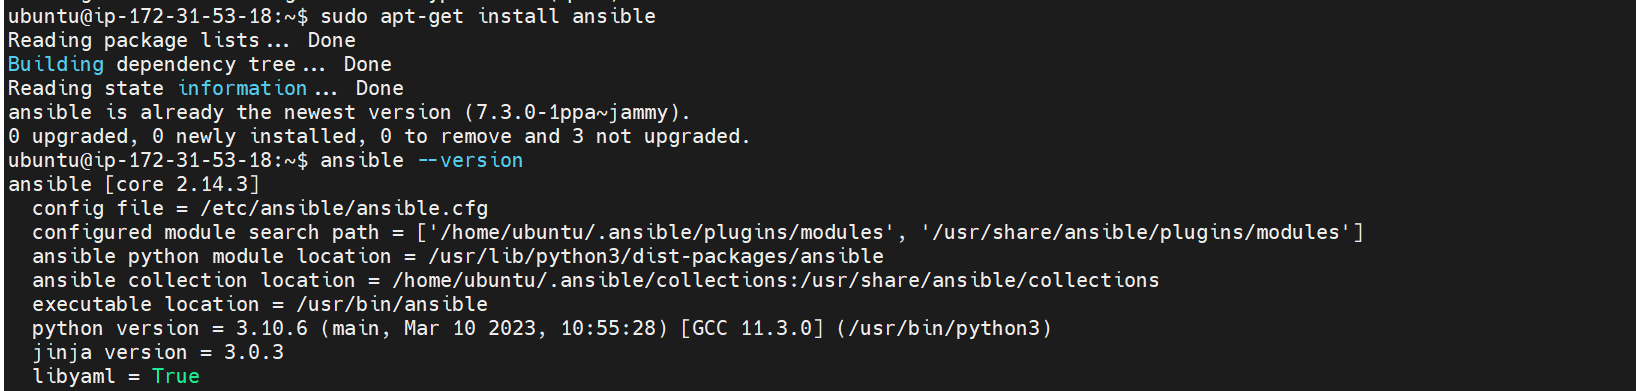 ubuntu@ip-172-31-53-18:~$ sudo apt-get install ansible
Reading package lists... Done
Building dependency tree... Done
Reading state information... Done
ansible is already the newest version (7.3.0-1ppa~jammy).
0 upgraded, 0 newly installed, 0 to remove and 3 not upgraded.
ubuntu@ip-172-31-53-18:~$ ansible --version
ansible [core 2.14.3]
  config file = /etc/ansible/ansible.cfg
  configured module search path = ['/home/ubuntu/.ansible/plugins/modules', '/usr/share/ansible/plugins/modules']
  ansible python module location = /usr/lib/python3/dist-packages/ansible
  ansible collection location = /home/ubuntu/.ansible/collections:/usr/share/ansible/collections
  executable location = /usr/bin/ansible
  python version = 3.10.6 (main, Mar 10 2023, 10:55:28) [GCC 11.3.0] (/usr/bin/python3)
  jinja version = 3.0.3
  libyaml = True